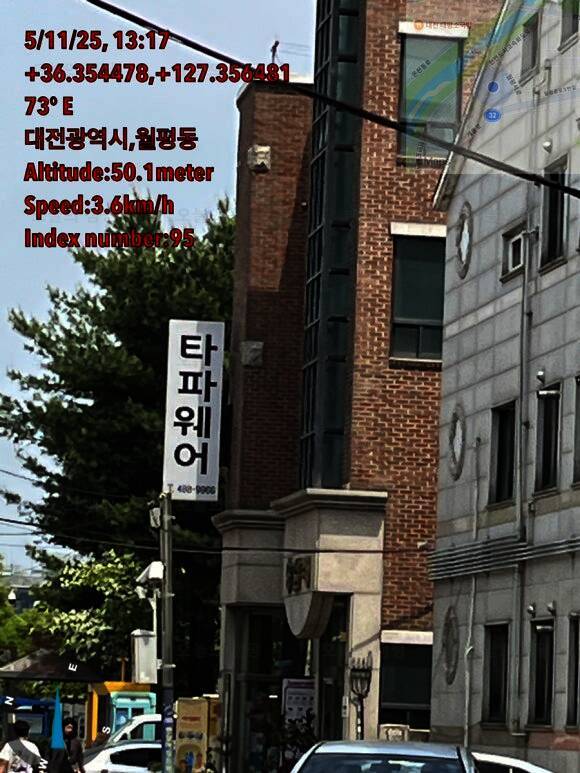 5/11/25, 13:17
+36.354478,+127.356481
73° E
대전광역시,월평동
Altitude:50.1meter
Speed:3.6km/h
Index number:95
타
파
웨
어
32
E
N
S
W